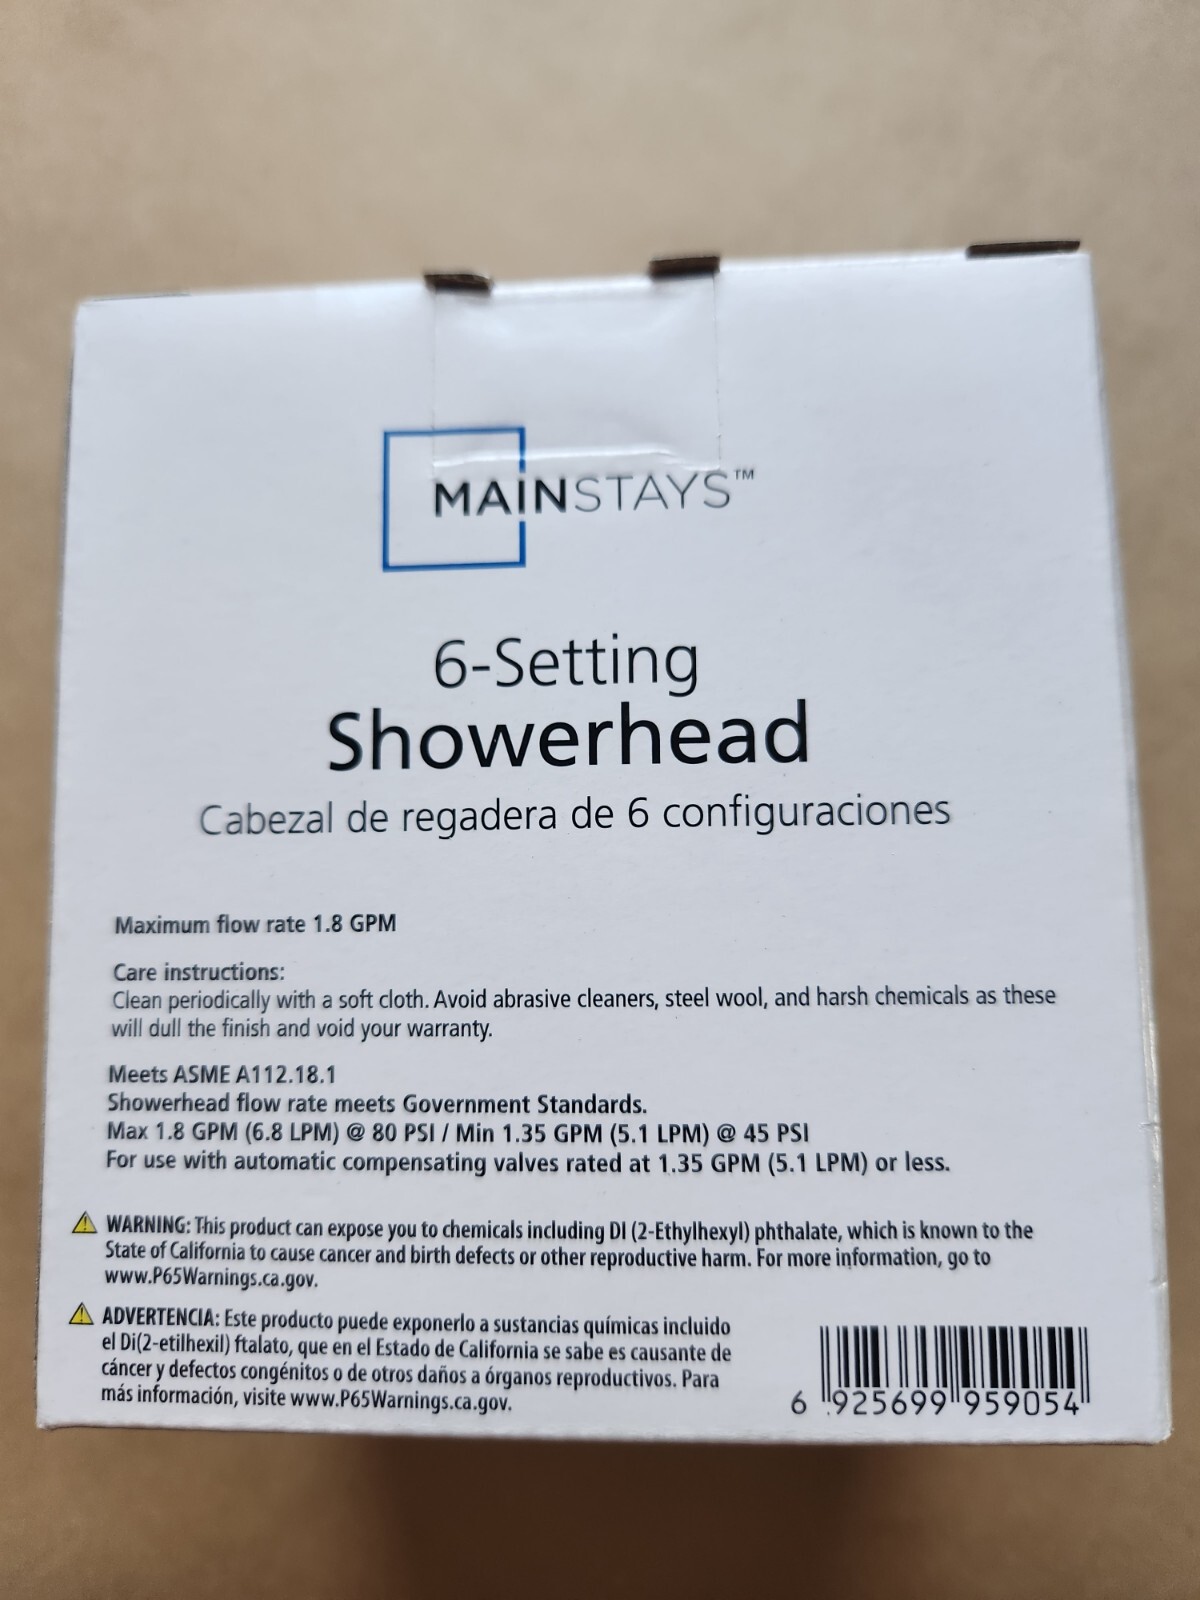 MAINSTAYS™
6-Setting
Showerhead
Cabezal de regadera de 6 configuraciones
Maximum flow rate 1.8 GPM
Care instructions:
Clean periodically with a soft cloth. Avoid abrasive cleaners, steel wool, and harsh chemicals as these
will dull the finish and void your warranty.
Meets ASME A112.18.1
Showerhead flow rate meets Government Standards.
Max 1.8 GPM (6.8 LPM) @ 80 PSI / Min 1.35 GPM (5.1 LPM) @ 45 PSI
For use with automatic compensating valves rated at 1.35 GPM (5.1 LPM) or less.
WARNING: This product can expose you to chemicals including DI (2-Ethylhexyl) phthalate, which is known to the
State of California to cause cancer and birth defects or other reproductive harm. For more information, go to
www.P65Warnings.ca.gov.
ADVERTENCIA: Este producto puede exponerlo a sustancias químicas incluido
el Di(2-etilhexil) ftalato, que en el Estado de California se sabe es causante de
cáncer y defectos congénitos o de otros daños a órganos reproductivos. Para
más información, visite www.P65Warnings.ca.gov.
6 925699 959054